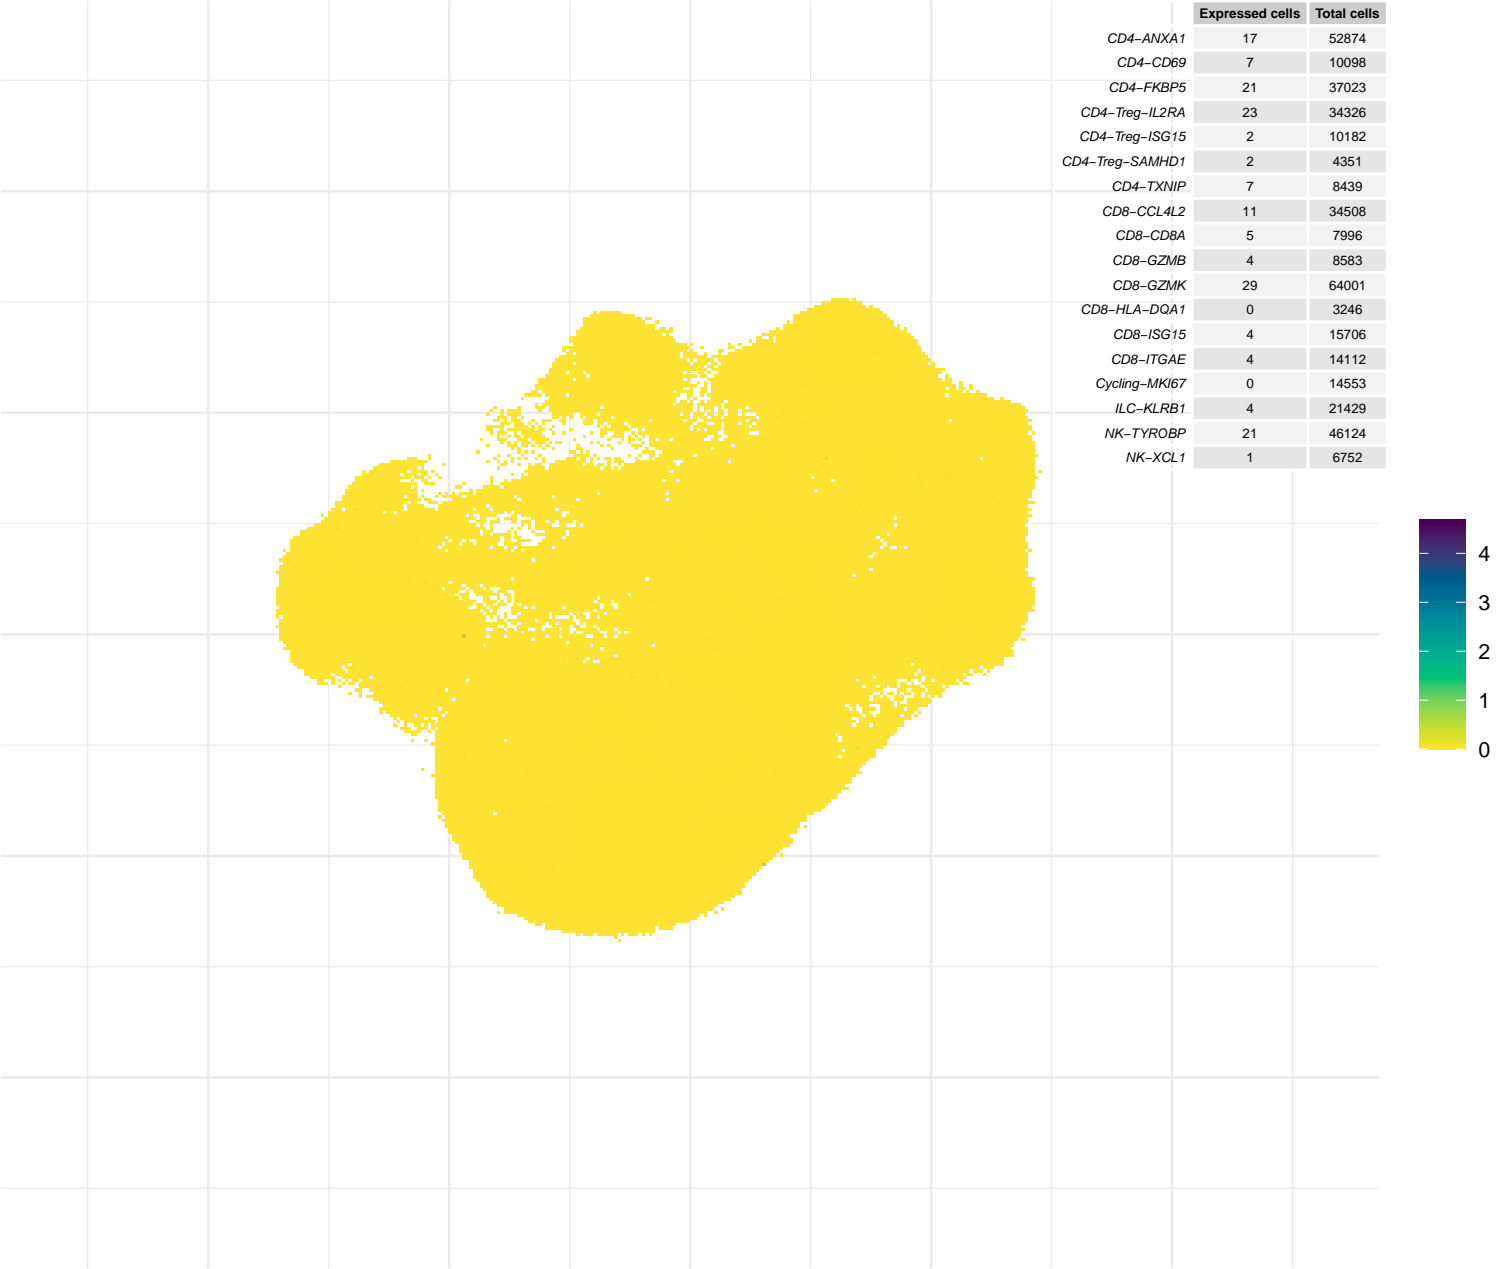 Expressed cells Total cells
CD4−ANXA1 17 52874
CD4−CD69 7 10098
CD4−FKBP5 21 37023
CD4−Treg−IL2RA 23 34326
CD4−Treg−ISG15 2 10182
CD4−Treg−SAMHD1 2 4351
CD4−TXNIP 7 8439
CD8−CCL4L2 11 34508
CD8−CD8A 5 7996
CD8−GZMB 4 8583
CD8−GZMK 29 64001
CD8−HLA−DQA1 0 3246
CD8−ISG15 4 15706
CD8−ITGAE 4 14112
Cycling−MKI67 0 14553
ILC−KLRB1 4 21429
NK−TYROBP 21 46124
NK−XCL1 1 6752
4
3
2
1
0